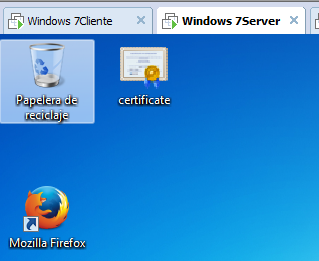 Windows 7Cliente
Windows 7Server
Papelera de
reciclaje
certificate
Mozilla Firefox